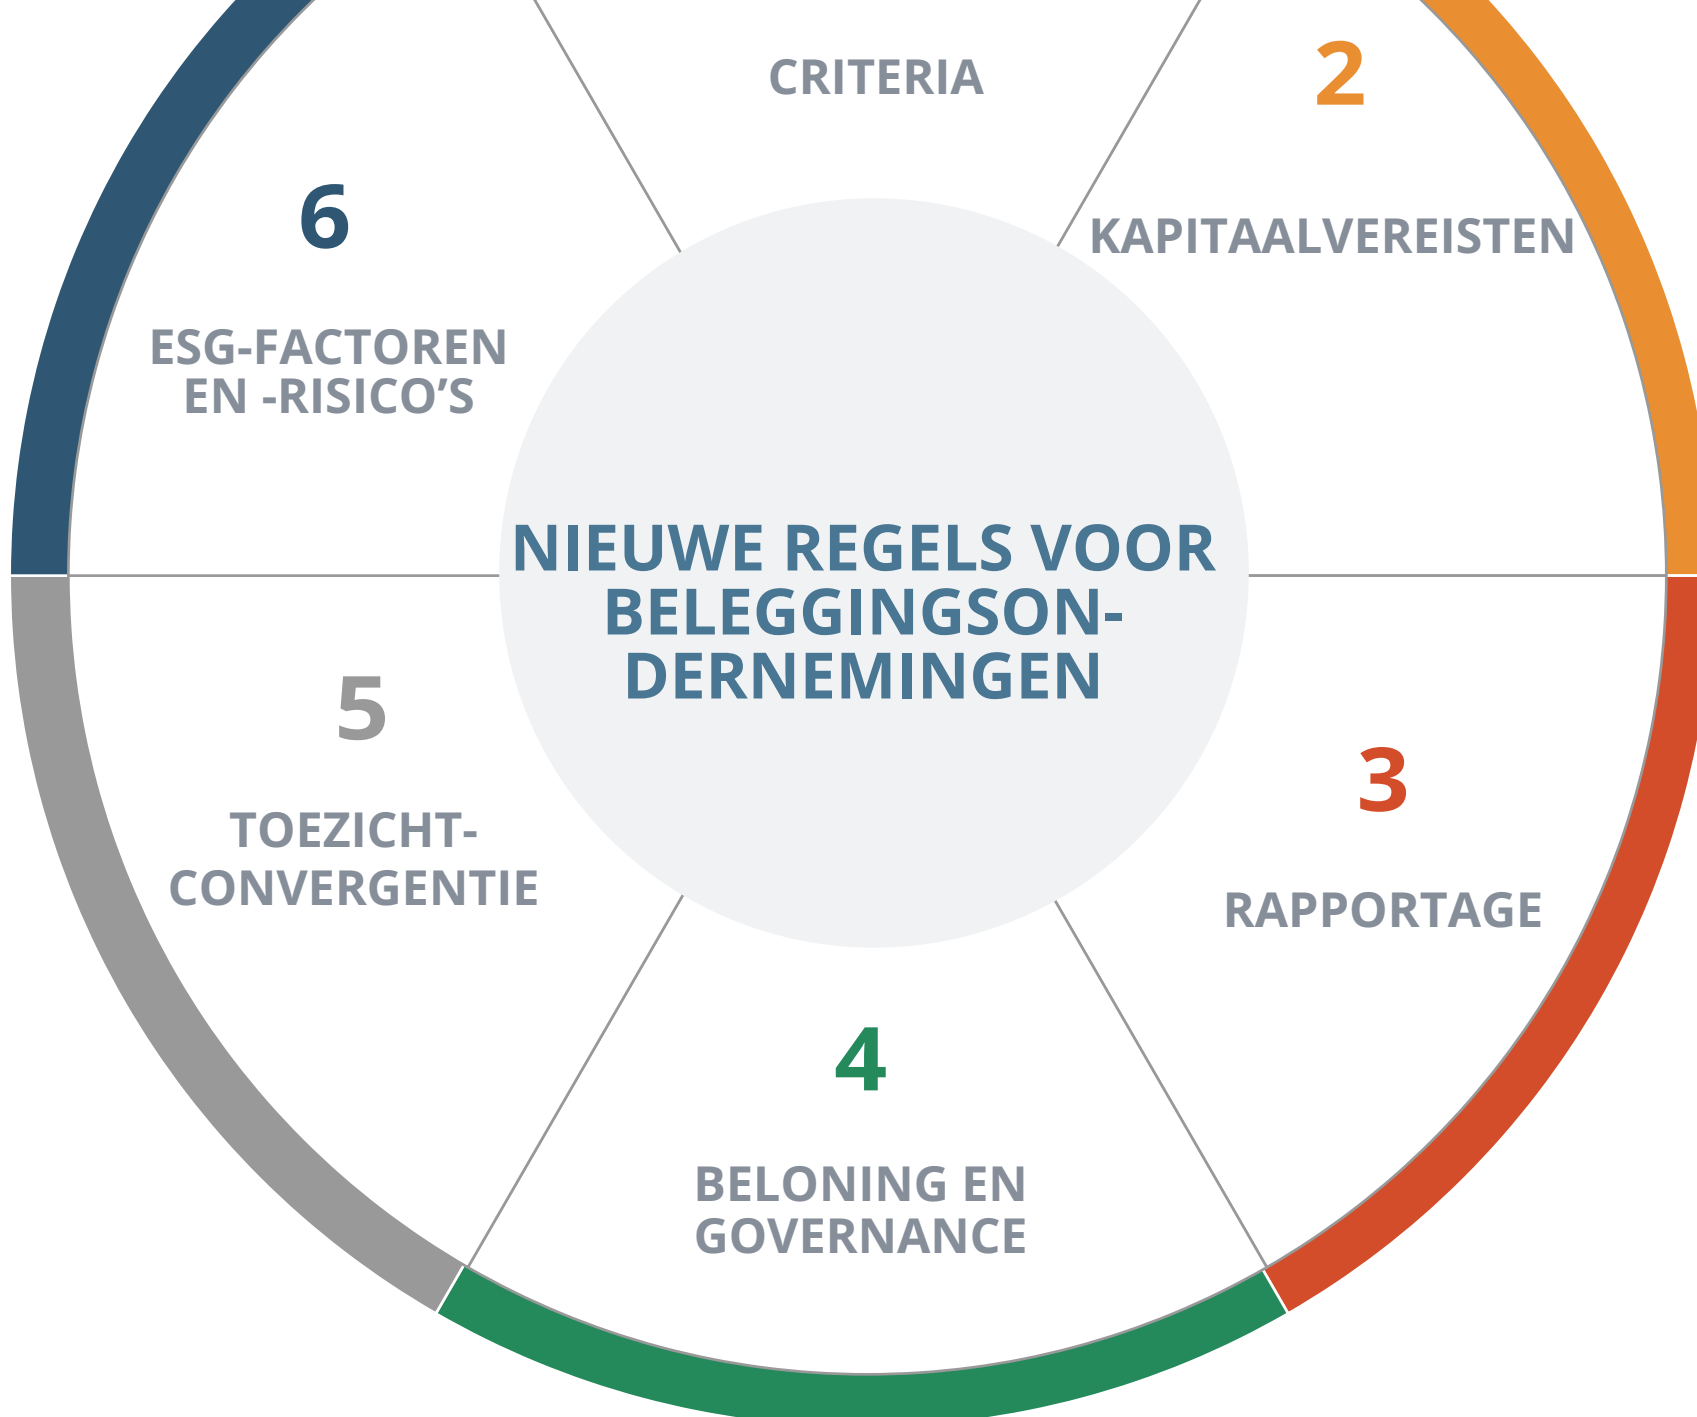 CRITERIA
2
KAPITAALVEREISTEN
3
RAPPORTAGE
4
BELONING EN
GOVERNANCE
5
TOEZICHT-
CONVERGENTIE
6
ESG-FACTOREN
EN -RISICO’S
NIEUWE REGELS VOOR
BELEGGINGSON-
DERNEMINGEN